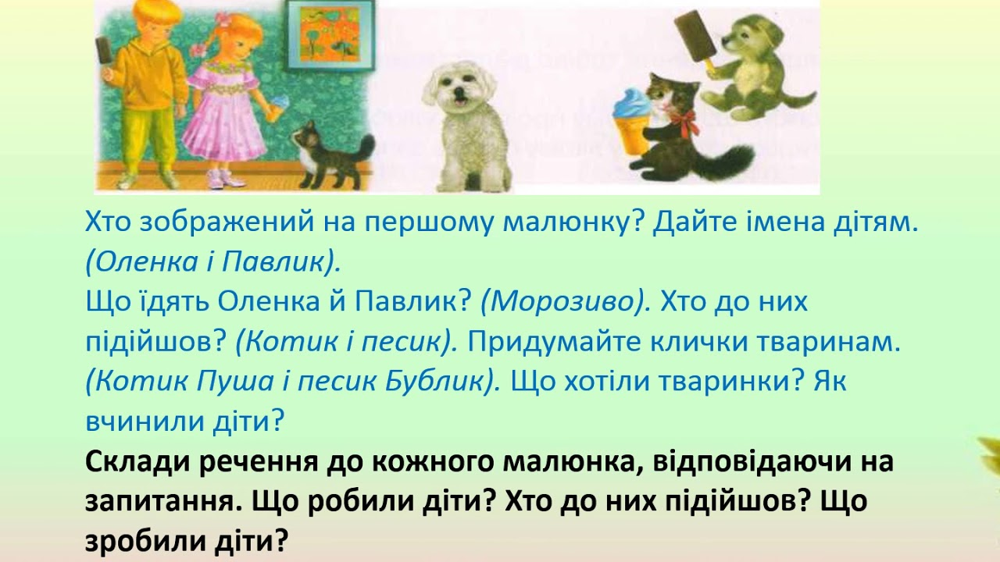 Хто зображений на першому малюнку? Дайте імена дітям.
(Оленка і Павлик).
Що їдять Оленка й Павлик? (Морозиво). Хто до них
підійшов? (Котик і песик). Придумайте клички тваринам.
(Котик Пуша і песик Бублик). Що хотіли тваринки? Як
вчинили діти?
Склади речення до кожного малюнка, відповідаючи на
запитання. Що робили діти? Хто до них підійшов? Що
зробили діти?